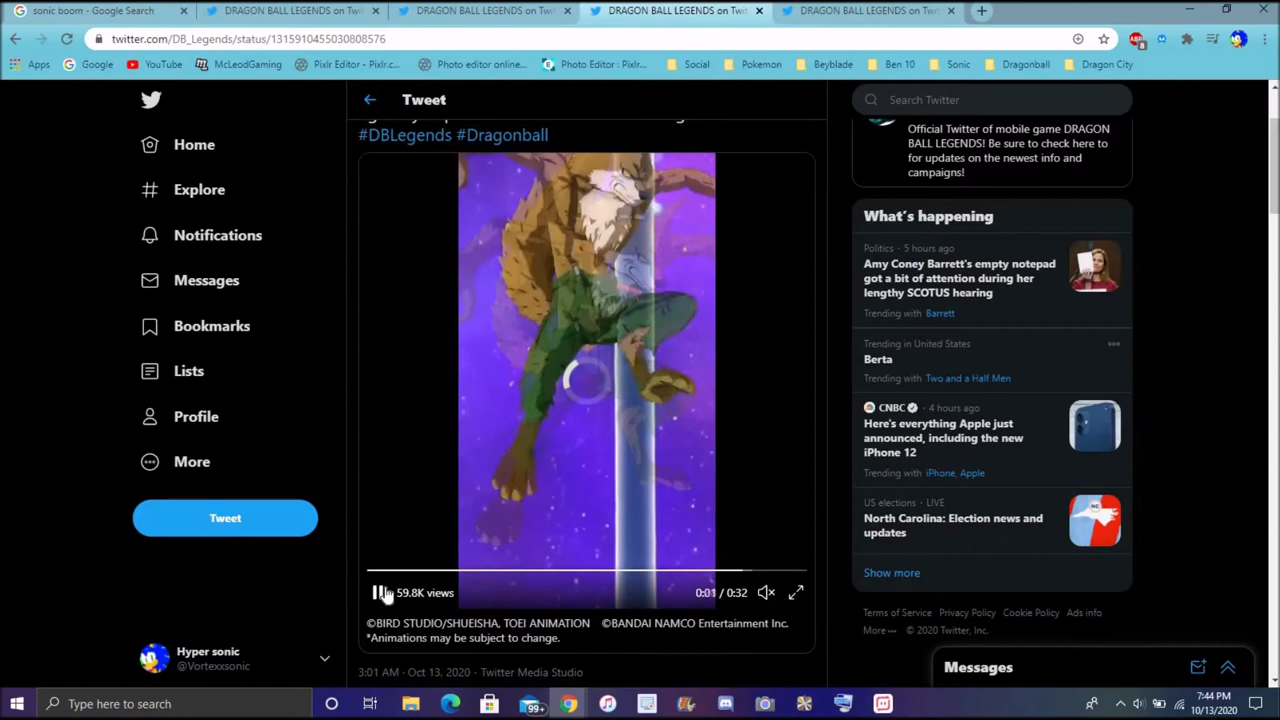 sonic boom - Google Search
DRAGON BALL LEGENDS on Twi
DRAGON BALL LEGENDS on Twi
DRAGON BALL LEGENDS on Twi
DRAGON BALL LEGENDS on Twi
twitter.com/DB_Legends/status/1315910455030808576
Apps Google YouTube McLeodGaming Pixlr Editor - Pixlr.c... Photo editor online... Photo Editor : Pixlr... Social Pokemon Beyblade Ben 10 Sonic Dragonball Dragon City
Tweet
Search Twitter
Home
Explore
Notifications
Messages
Bookmarks
Lists
Profile
More
Tweet
Hyper sonic
@Vortexxsonic
#DBLegends #Dragonball
59.8K views
0:01 / 0:32
©BIRD STUDIO/SHUEISHA, TOEI ANIMATION ©BANDAI NAMCO Entertainment Inc.
*Animations may be subject to change.
3:01 AM · Oct 13, 2020 · Twitter Media Studio
Official Twitter of mobile game DRAGON
BALL LEGENDS! Be sure to check here to
for updates on the newest info and
campaigns!
What's happening
Politics · 5 hours ago
Amy Coney Barrett's empty notepad
got a bit of attention during her
lengthy SCOTUS hearing
Trending with Barrett
Trending in United States
Berta
Trending with Two and a Half Men
CNBC · 4 hours ago
Here's everything Apple just
announced, including the new
iPhone 12
Trending with iPhone, Apple
US elections · LIVE
North Carolina: Election news and
updates
Show more
Terms of Service Privacy Policy Cookie Policy Ads info
More © 2020 Twitter, Inc.
Messages
Type here to search
99+
7:44 PM
10/13/2020